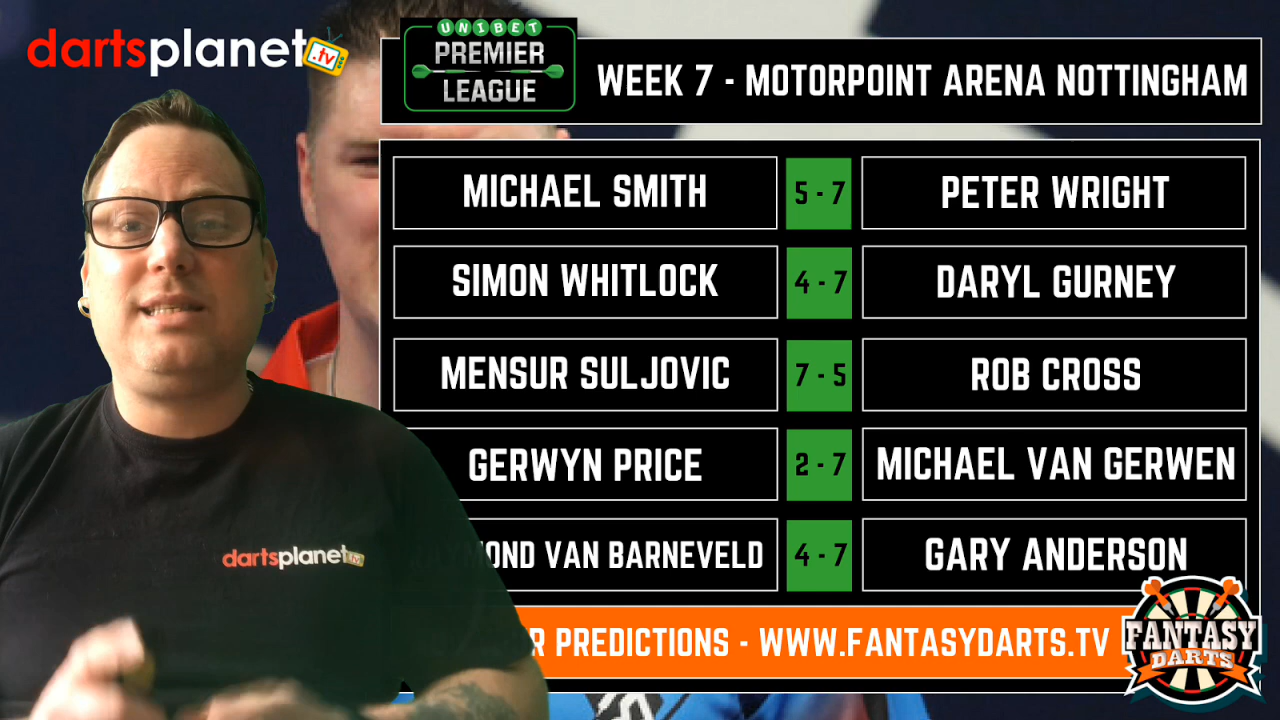 dartsplanet.tv
UNIBET
PREMIER
LEAGUE
WEEK 7 - MOTORPOINT ARENA NOTTINGHAM
MICHAEL SMITH 5 - 7 PETER WRIGHT
SIMON WHITLOCK 4 - 7 DARYL GURNEY
MENSUR SULJOVIC 7 - 5 ROB CROSS
GERWYN PRICE 2 - 7 MICHAEL VAN GERWEN
VAN BARNEVELD 4 - 7 GARY ANDERSON
dartsplanet
PREDICTIONS - WWW.FANTASYDARTS.TV
FANTASY
DARTS